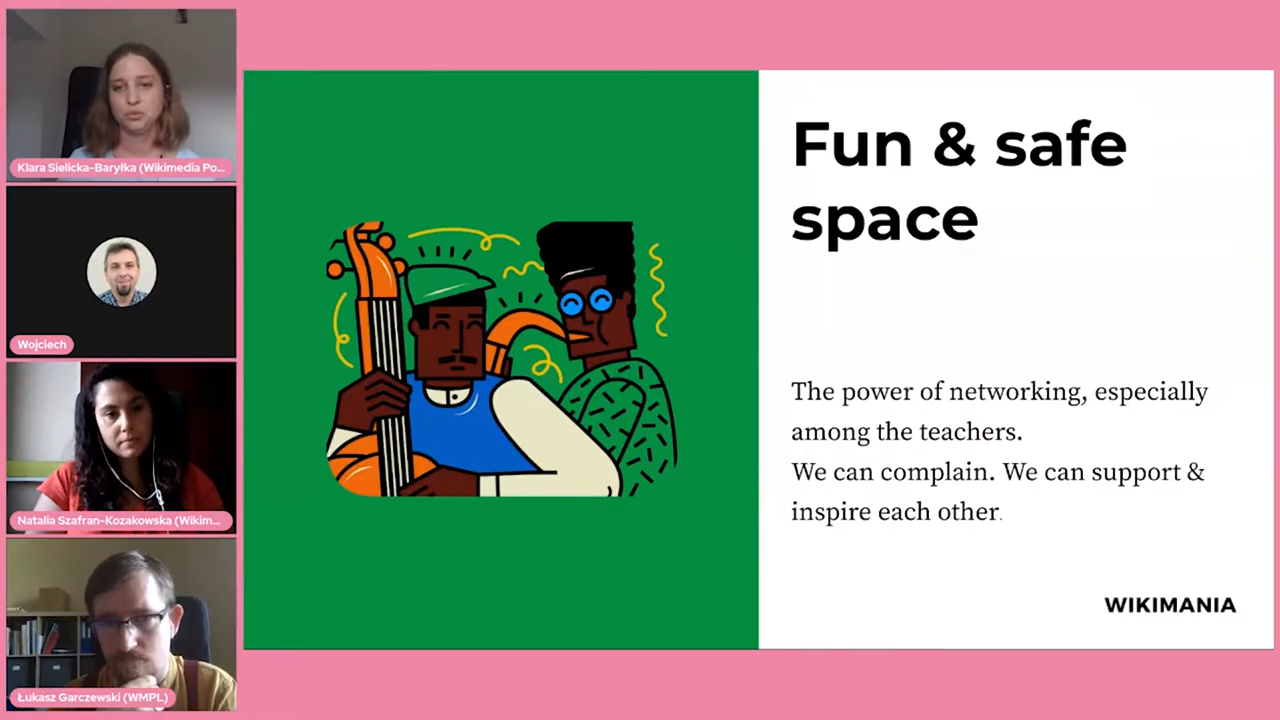 Klara Sielicka-Baryłka (Wikimedia Po...
Wojciech
Natalia Szafran-Kozakowska (Wikim...
Łukasz Garczewski (WMPL)
Fun & safe
space
The power of networking, especially
among the teachers.
We can complain. We can support &
inspire each other.
WIKIMANIA